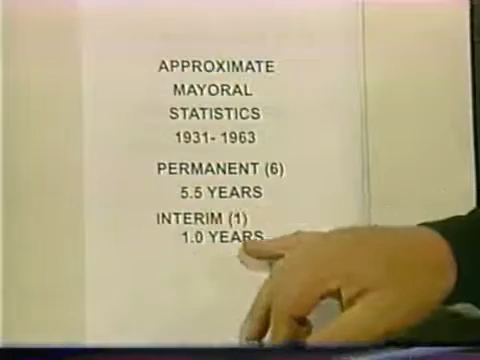 APPROXIMATE
MAYORAL
STATISTICS
1931- 1963
PERMANENT (6)
5.5 YEARS
INTERIM (1)
1.0 YEARS